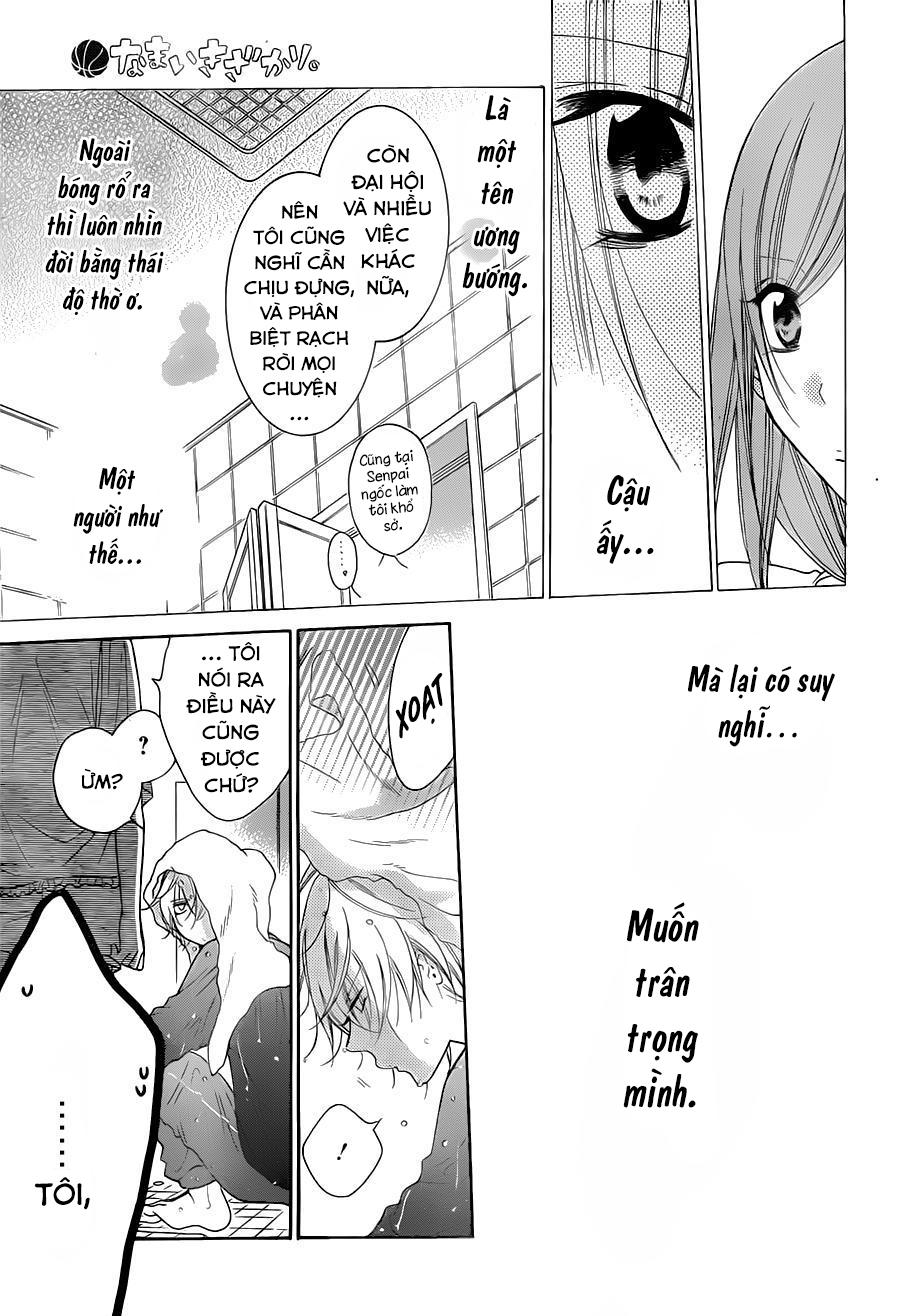 なまいきざかり。
Cậu
ấy...
Là
một
tên
ương
bướng.
CÒN
ĐẠI HỘI
VÀ NHIỀU
VIỆC
KHÁC
NỮA,
NÊN
TÔI CŨNG
NGHĨ CẦN
CHỊU ĐỰNG,
VÀ PHÂN
BIỆT RẠCH
RÒI MỌI
CHUYỆN
...
Ngoài
bóng rổ ra
thì luôn nhìn
đời bằng thái
độ thờ ơ.
Cũng tại
Senpai
ngốc làm
tôi khổ
sở.
......
Một
người như
thế...
Mà lại có suy
nghĩ...
Muốn
trân
trọng
mình.
XOẠT
!
... TÔI
NÓI RA
ĐIỀU NÀY
CŨNG
ĐƯỢC
CHỨ?
?
ỪM?
......
TÔI,